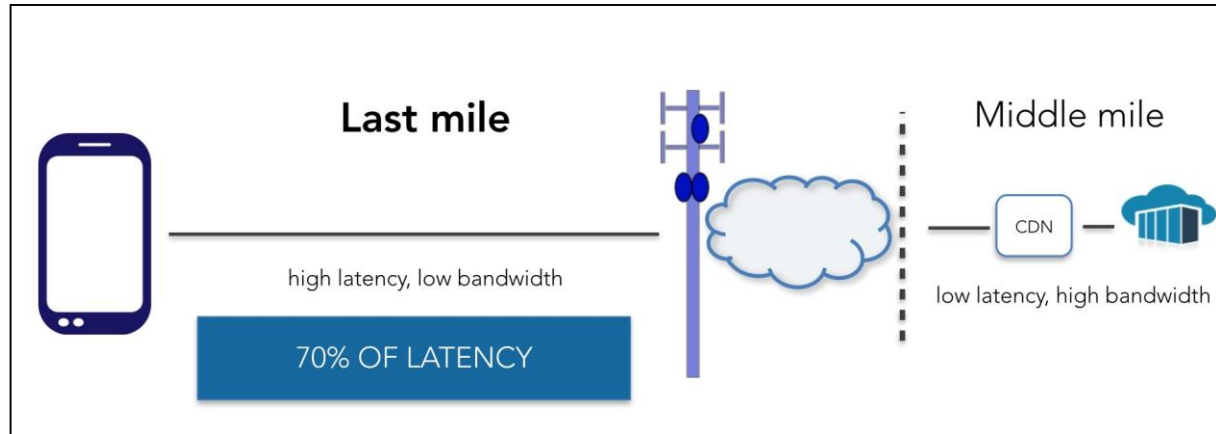 Last mile
Middle mile
CDN
high latency, low bandwidth
low latency, high bandwidth
70% OF LATENCY